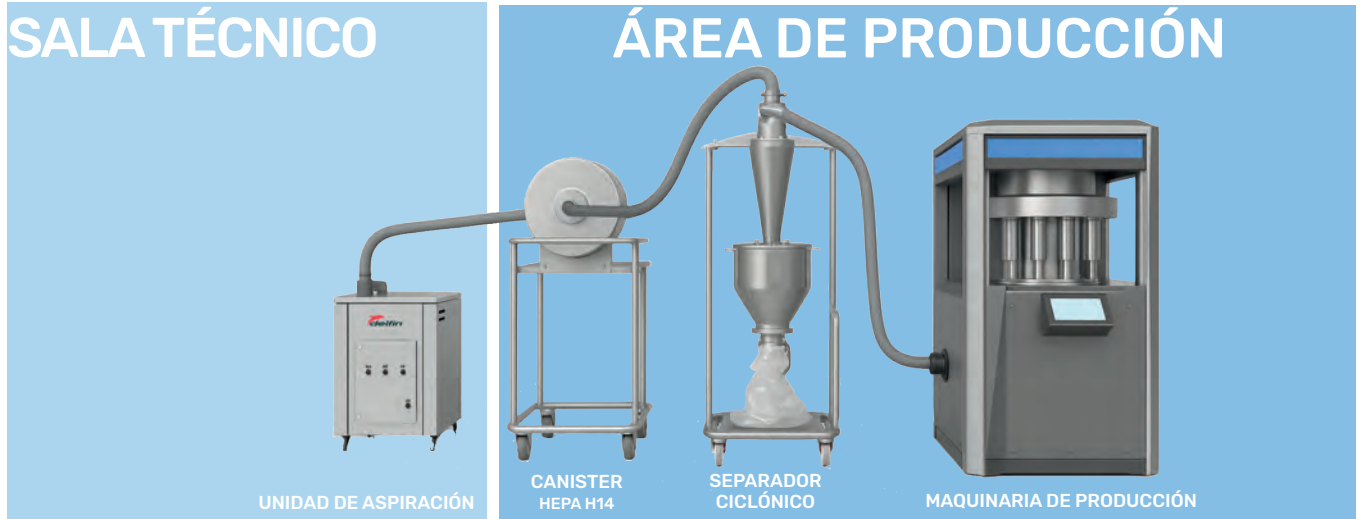 SALA TÉCNICO
ÁREA DE PRODUCCIÓN
delfin
UNIDAD DE ASPIRACIÓN
CANISTER
HEPA H14
SEPARADOR
CICLÓNICO
MAQUINARIA DE PRODUCCIÓN